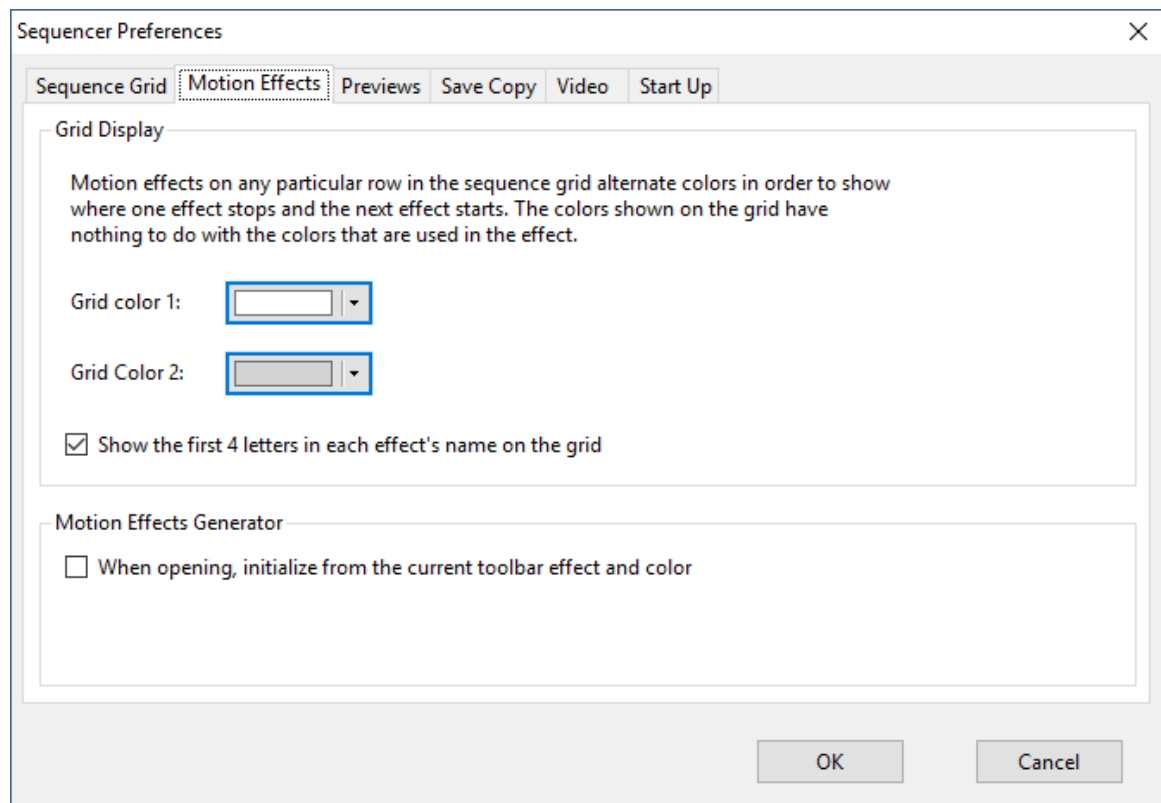 Sequencer Preferences
Sequence Grid Motion Effects Previews Save Copy Video Start Up
Grid Display
Motion effects on any particular row in the sequence grid alternate colors in order to show
where one effect stops and the next effect starts. The colors shown on the grid have
nothing to do with the colors that are used in the effect.
Grid color 1:
Grid Color 2:
Show the first 4 letters in each effect's name on the grid
Motion Effects Generator
When opening, initialize from the current toolbar effect and color
OK Cancel